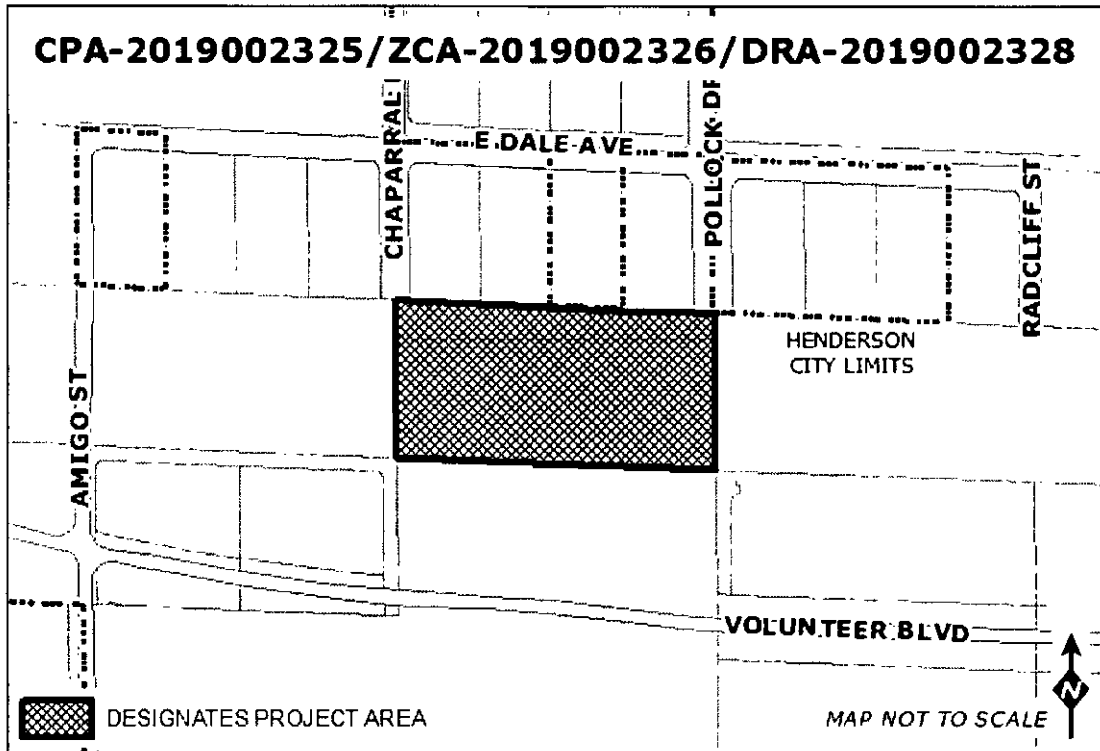 CPA-2019002325/ZCA-2019002326/DRA-2019002328
CHAPARRAL
E DALE AVE
POLLOCK DR
RADCLIFF ST
HENDERSON
CITY LIMITS
AMIGO ST
VOLUNTEER BLVD
N
DESIGNATES PROJECT AREA
MAP NOT TO SCALE